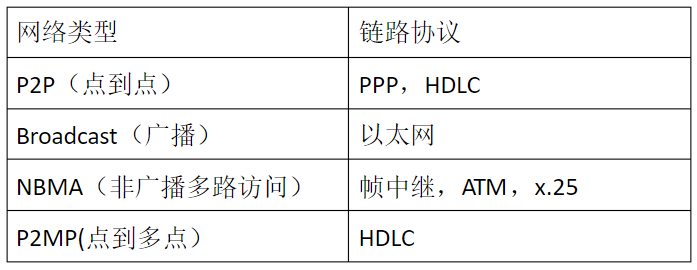 网络类型 链路协议
P2P（点到点） PPP，HDLC
Broadcast（广播） 以太网
NBMA（非广播多路访问） 帧中继，ATM，x.25
P2MP(点到多点） HDLC